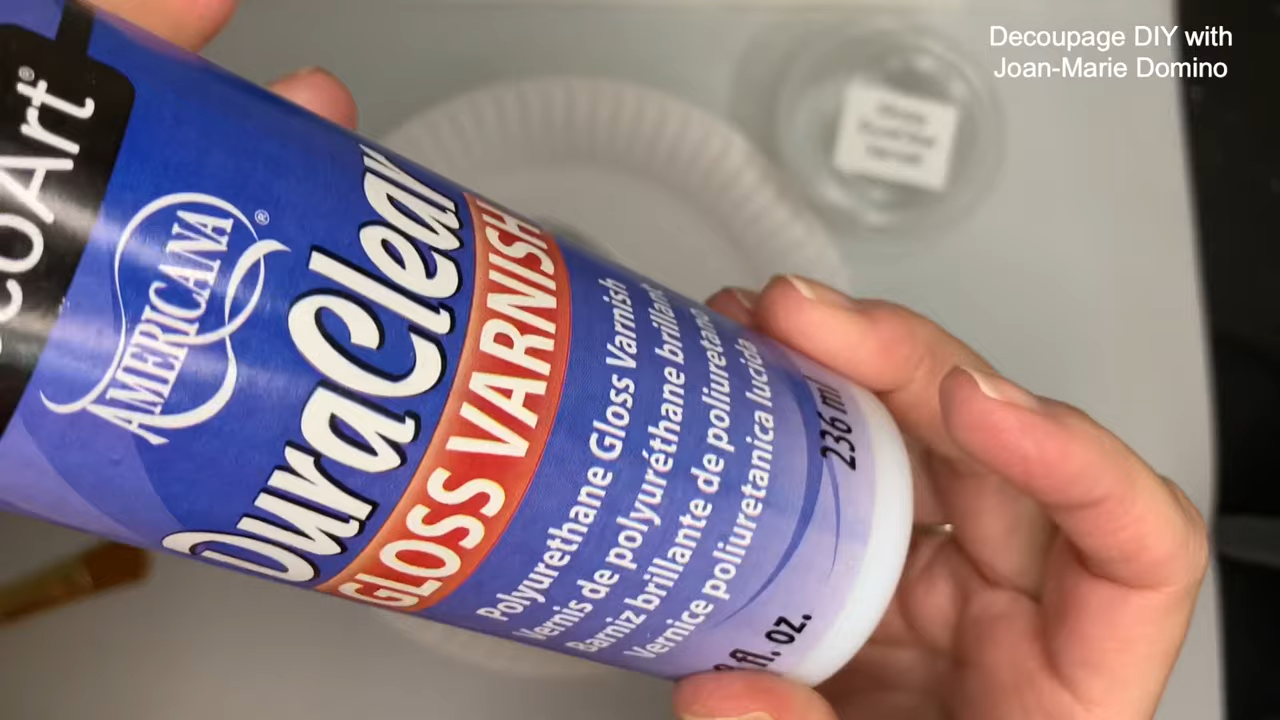 Decoupage DIY with
Joan-Marie Domino
coArt®
AMERICANA®
DuraClear
GLOSS VARNISH
Polyurethane Gloss Varnish
Vernis de polyuréthane brillant
Barniz brillante de poliuretano
Vernice poliuretanica lucida
fl. oz.
236 ml